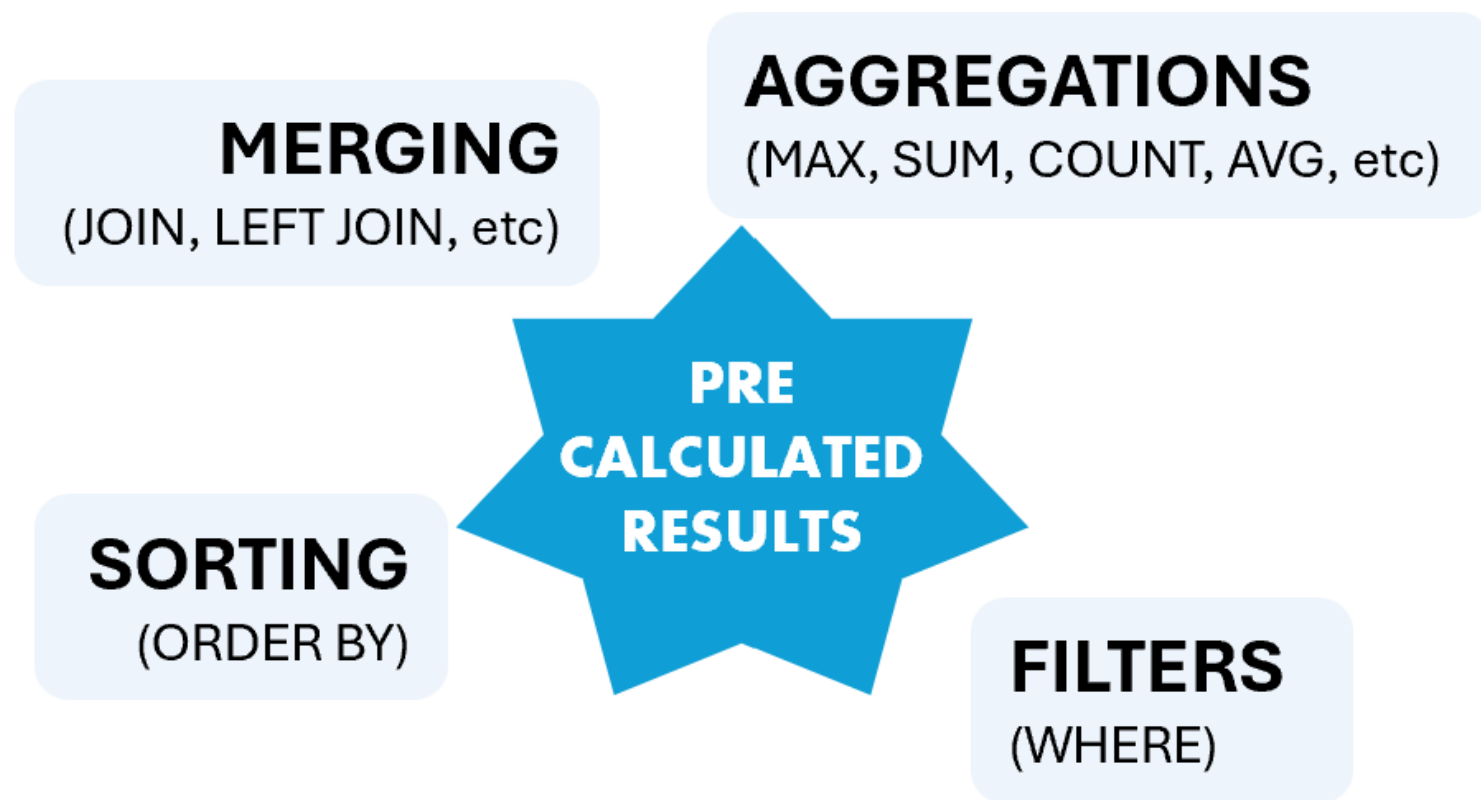 MERGING
(JOIN, LEFT JOIN, etc)
AGGREGATIONS
(MAX, SUM, COUNT, AVG, etc)
PRE
CALCULATED
RESULTS
SORTING
(ORDER BY)
FILTERS
(WHERE)